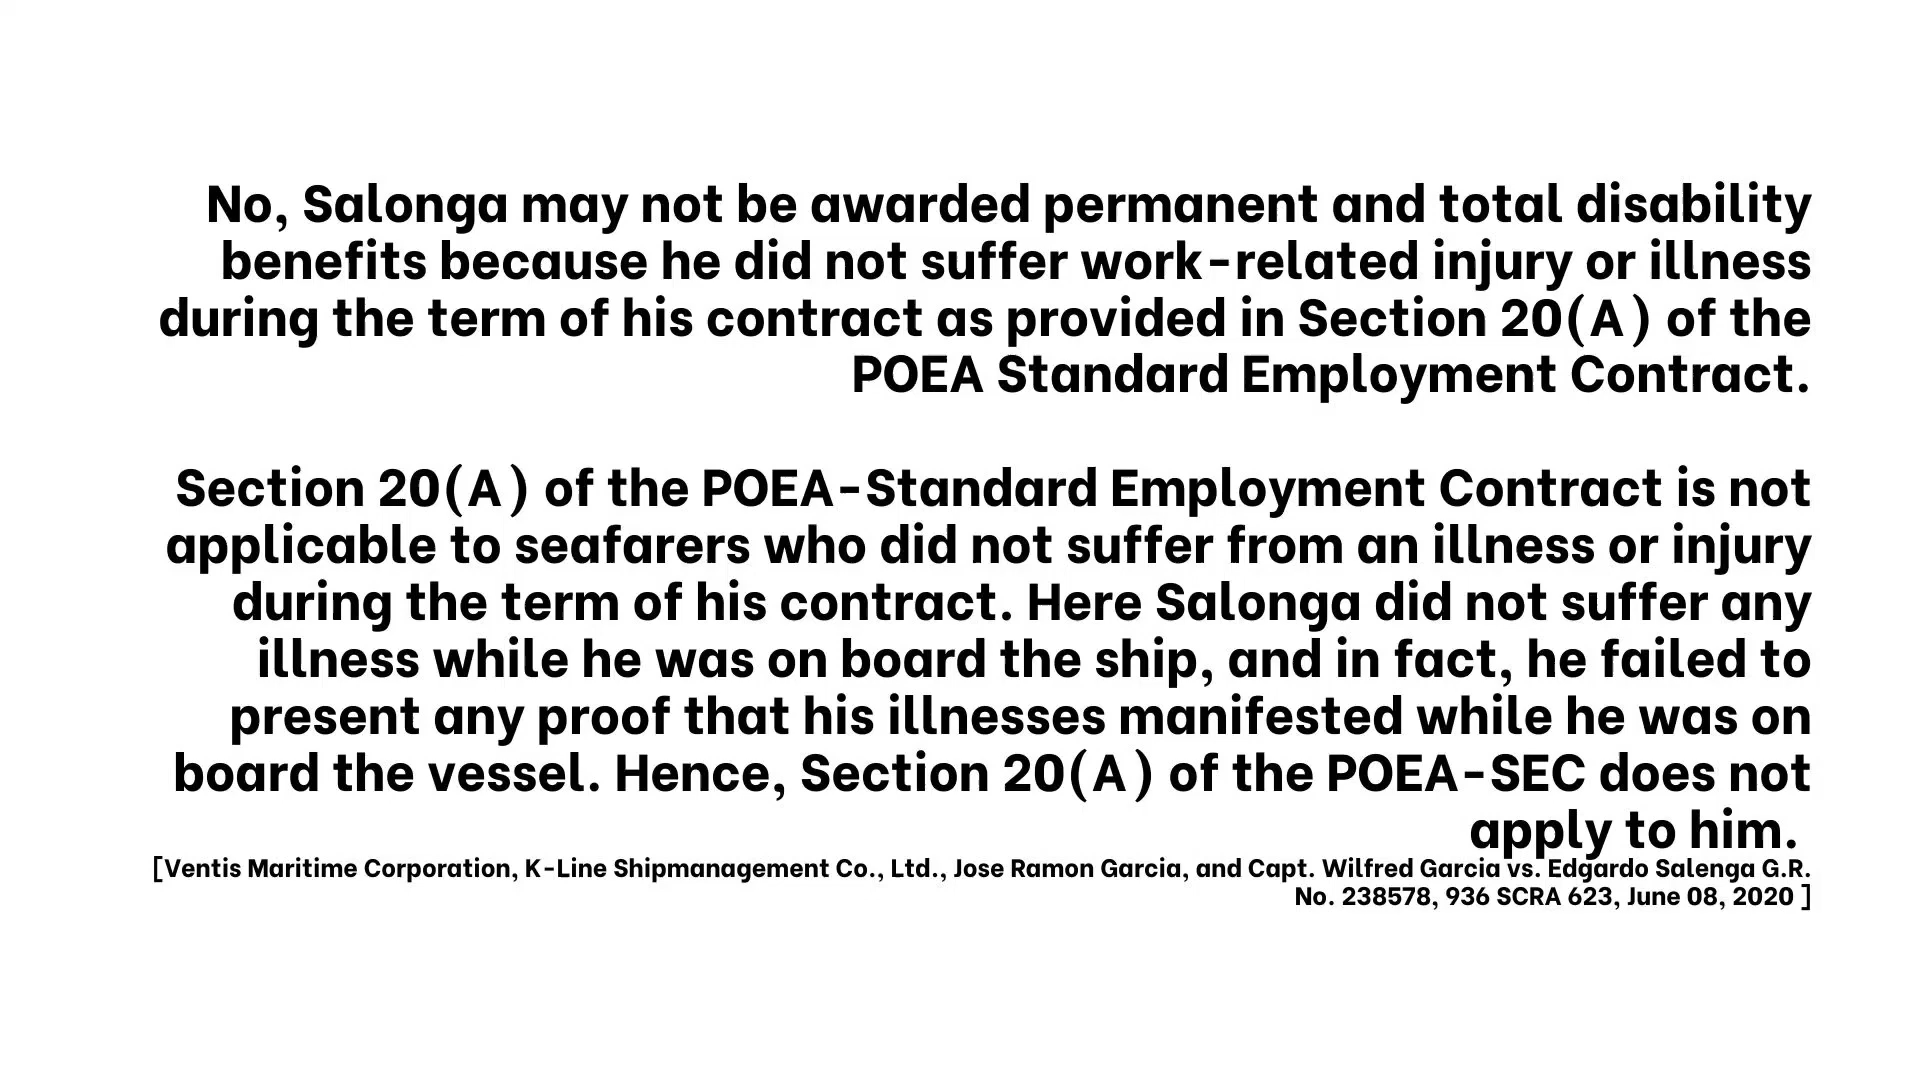 No, Salonga may not be awarded permanent and total disability
benefits because he did not suffer work-related injury or illness
during the term of his contract as provided in Section 20(A) of the
POEA Standard Employment Contract.
Section 20(A) of the POEA-Standard Employment Contract is not
applicable to seafarers who did not suffer from an illness or injury
during the term of his contract. Here Salonga did not suffer any
illness while he was on board the ship, and in fact, he failed to
present any proof that his illnesses manifested while he was on
board the vessel. Hence, Section 20(A) of the POEA-SEC does not
apply to him.
[Ventis Maritime Corporation, K-Line Shipmanagement Co., Ltd., Jose Ramon Garcia, and Capt. Wilfred Garcia vs. Edgardo Salenga G.R.
No. 238578, 936 SCRA 623, June 08, 2020 ]